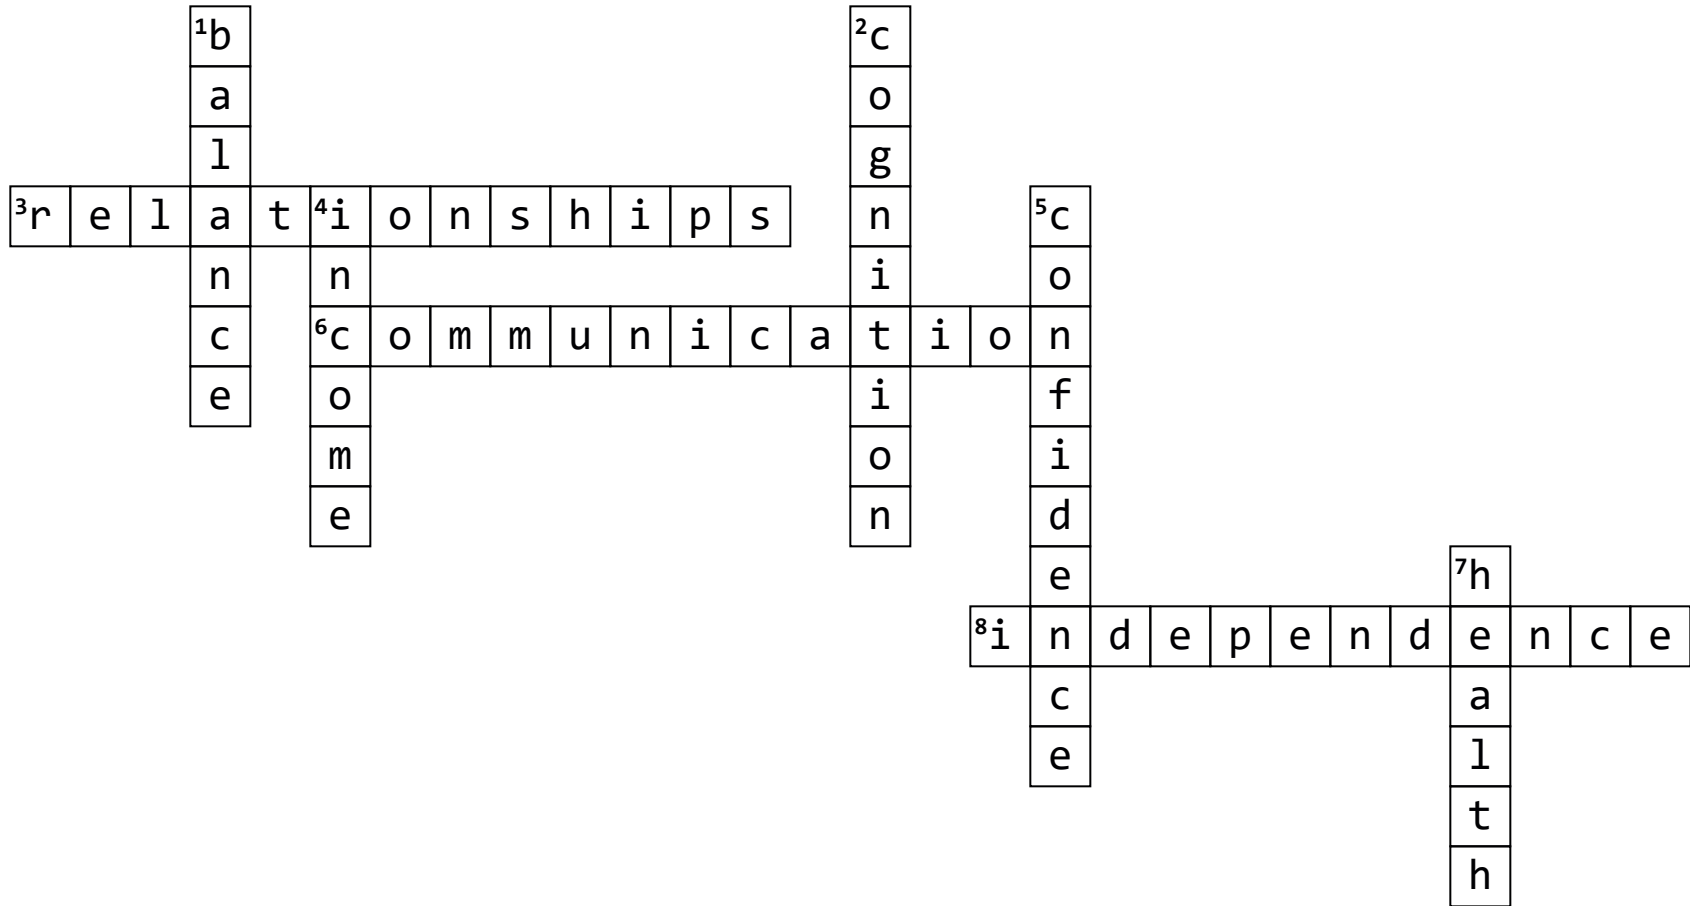 1 balance
2 cognition
3 relationships
4 income
5 confidence
6 communication
7 health
8 independence